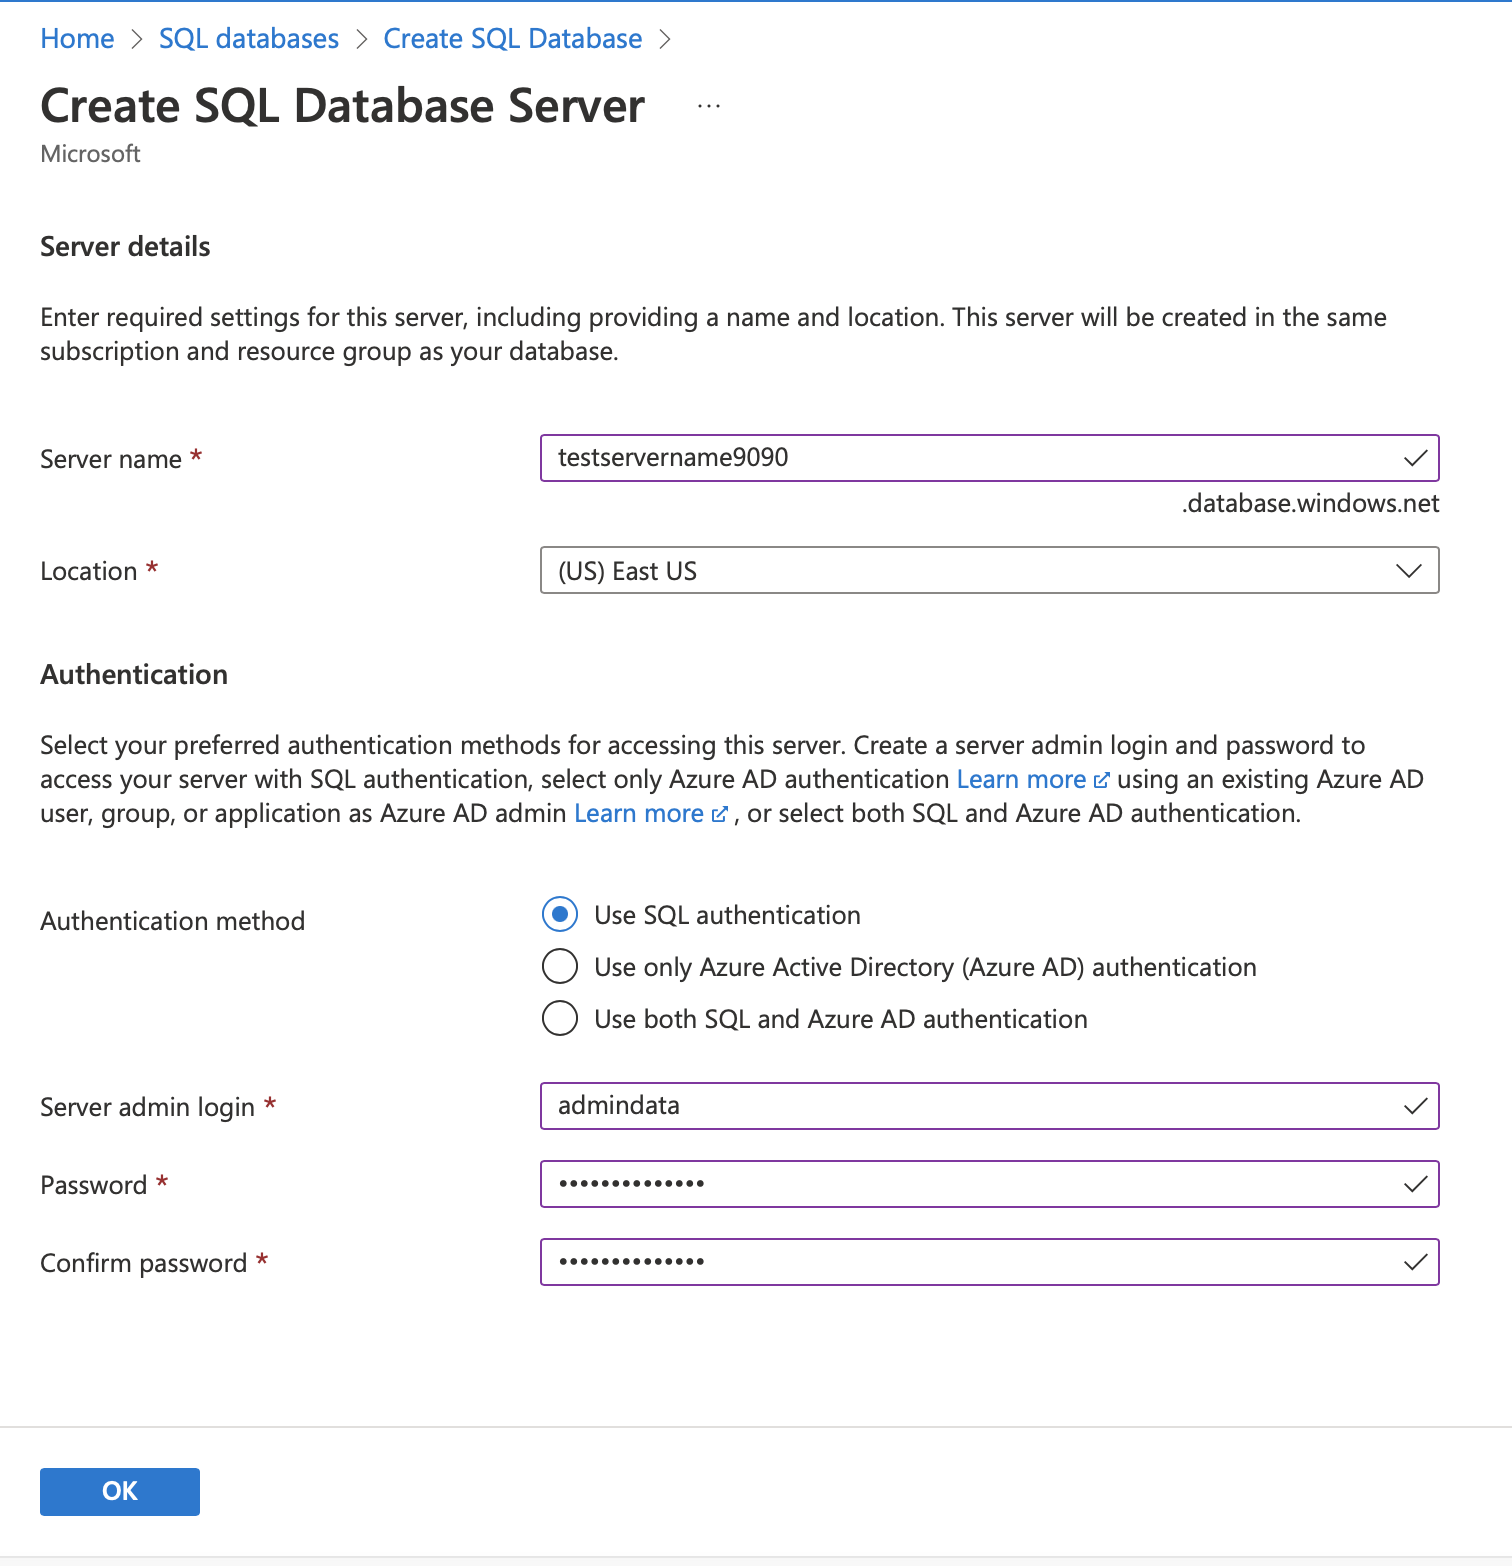 Home > SQL databases > Create SQL Database >
Create SQL Database Server ...
Microsoft
Server details
Enter required settings for this server, including providing a name and location. This server will be created in the same
subscription and resource group as your database.
Server name *
testservername9090
.database.windows.net
Location *
(US) East US
Authentication
Select your preferred authentication methods for accessing this server. Create a server admin login and password to
access your server with SQL authentication, select only Azure AD authentication Learn more using an existing Azure AD
user, group, or application as Azure AD admin Learn more , or select both SQL and Azure AD authentication.
Authentication method
Use SQL authentication
Use only Azure Active Directory (Azure AD) authentication
Use both SQL and Azure AD authentication
Server admin login *
admindata
Password *
••••••••••••••
Confirm password *
••••••••••••••
OK